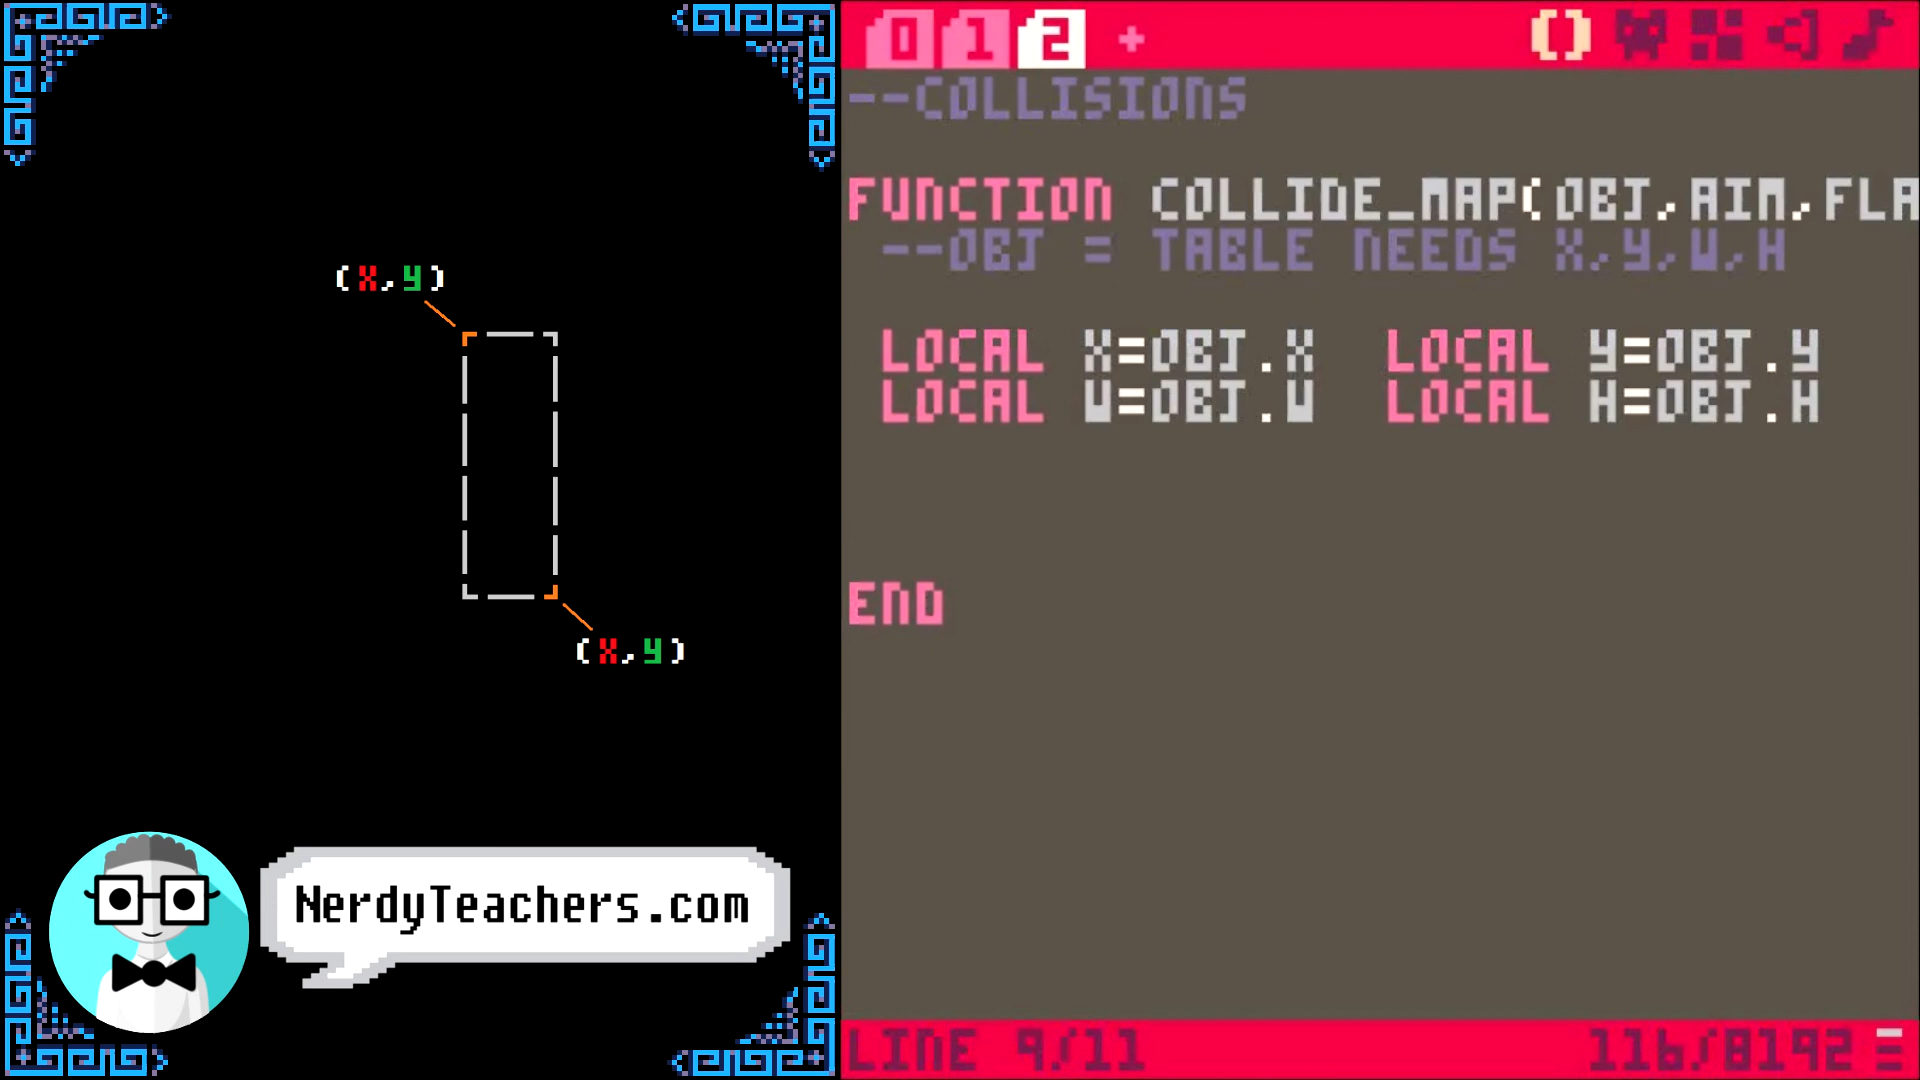 (X,Y)
(X,Y)
NerdyTeachers.com
0 1 2 +
--COLLISIONS
FUNCTION COLLIDE_MAP(OBJ,AIM,FLA
--OBJ = TABLE NEEDS X,Y,W,H
LOCAL X=OBJ.X LOCAL Y=OBJ.Y
LOCAL W=OBJ.W LOCAL H=OBJ.H
END
LINE 9/11 116/8192